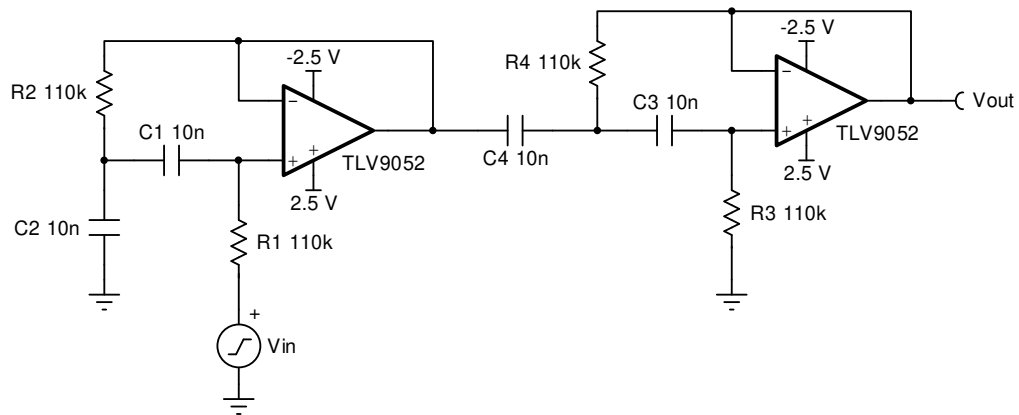 -2.5 V
-2.5 V
R4 110k
R2 110k
C3 10n
Vout
C1 10n
TLV9052
TLV9052
C4 10n
2.5 V
2.5 V
R3 110k
C2 10n
R1 110k
+
Vin